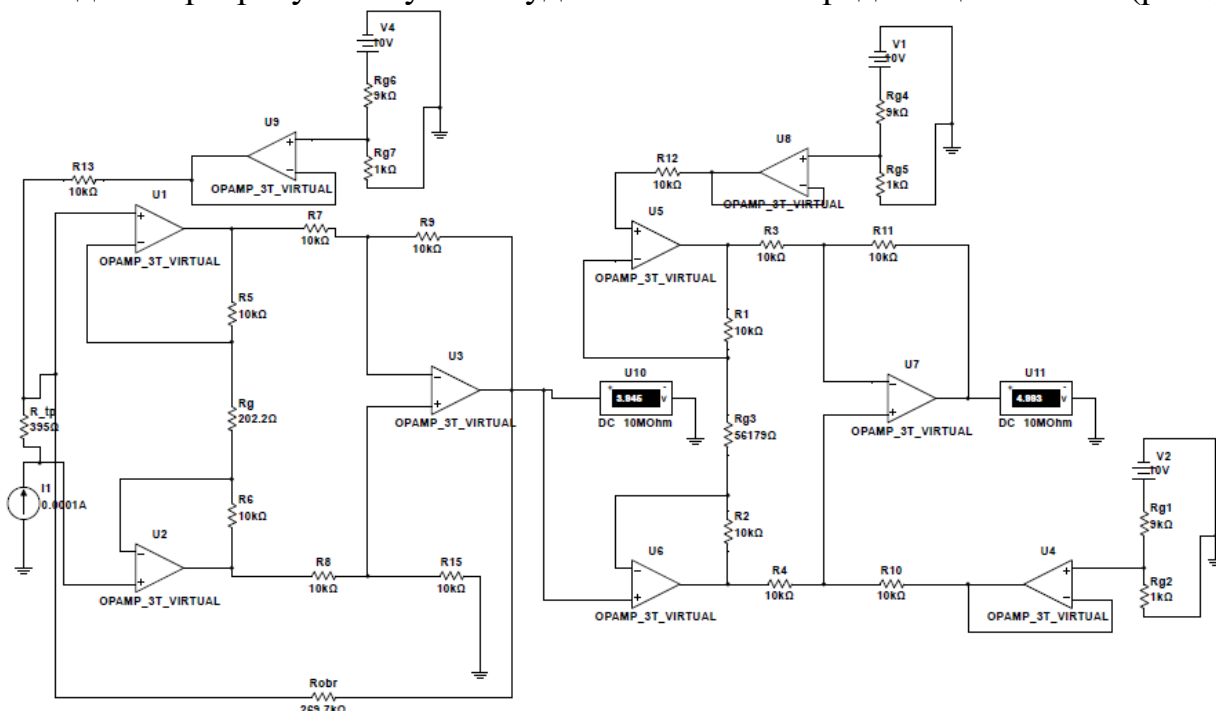 V4
10V
Rg6
9kΩ
Rg7
1kΩ
U9
OPAMP_3T_VIRTUAL
R13
10kΩ
U1
OPAMP_3T_VIRTUAL
R7
10kΩ
R9
10kΩ
R5
10kΩ
Rg
202.2Ω
R6
10kΩ
R_tp
395Ω
I1
0.0001A
U2
OPAMP_3T_VIRTUAL
U3
OPAMP_3T_VIRTUAL
R8
10kΩ
R15
10kΩ
Robr
269.7kΩ
U10
3.945 V
DC 10MOhm
V1
10V
Rg4
9kΩ
Rg5
1kΩ
U8
OPAMP_3T_VIRTUAL
R12
10kΩ
U5
OPAMP_3T_VIRTUAL
R3
10kΩ
R11
10kΩ
R1
10kΩ
Rg3
56179Ω
R2
10kΩ
U7
OPAMP_3T_VIRTUAL
U11
4.993 V
DC 10MOhm
U6
OPAMP_3T_VIRTUAL
R4
10kΩ
R10
10kΩ
U4
OPAMP_3T_VIRTUAL
V2
10V
Rg1
9kΩ
Rg2
1kΩ